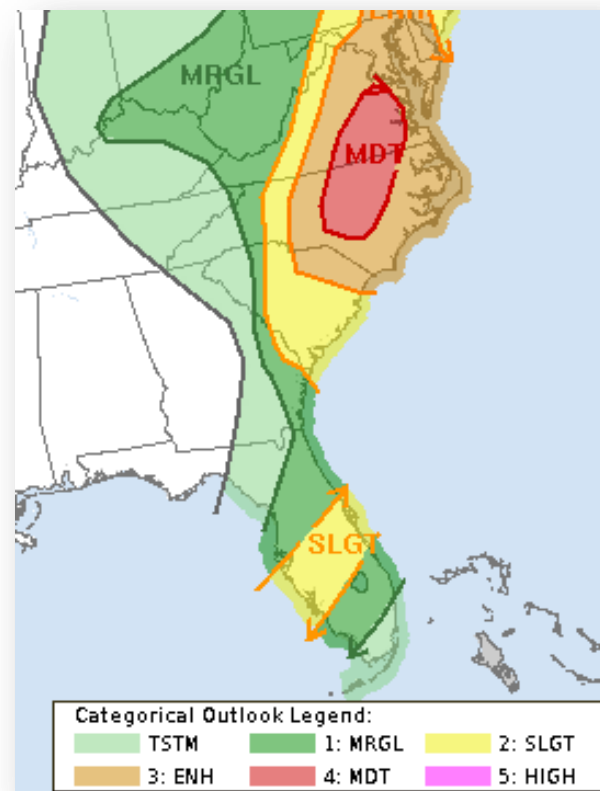 MRGL
MDT
SLGT
Categorical Outlook Legend:
TSTM 1: MRGL 2: SLGT
3: ENH 4: MDT 5: HIGH